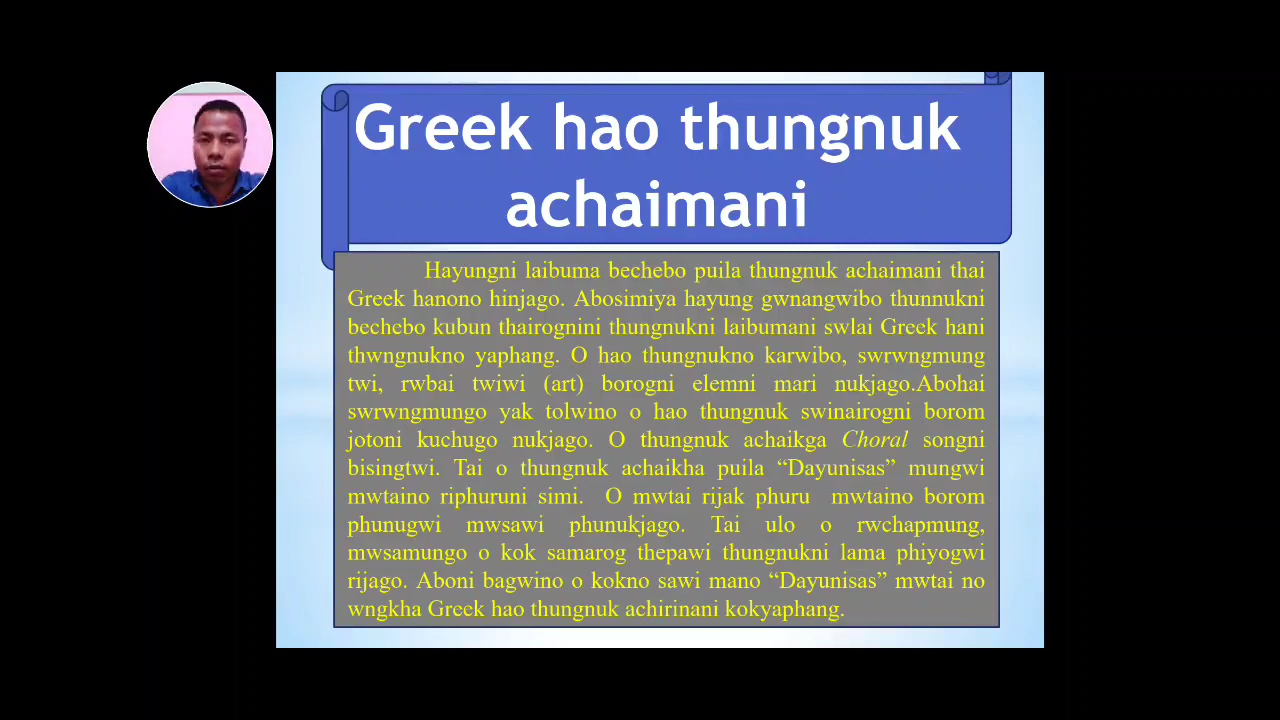 Greek hao thungnuk
achaimani
Hayungni laibuma bechebo puila thungnuk achaimani thai
Greek hanono hinjago. Abosimiya hayung gwnangwibo thunnukni
bechebo kubun thairognini thungnukni laibumani swlai Greek hani
thwngnukno yaphang. O hao thungnukno karwibo, swrwngmung
twi, rwbai twiwi (art) borogni elemni mari nukjago.Abohai
swrwngmungo yak tolwino o hao thungnuk swinairogni borom
jotoni kuchugo nukjago. O thungnuk achaikga Choral songni
bisingtwi. Tai o thungnuk achaikha puila “Dayunisas” mungwi
mwtaino riphuruni simi. O mwtai rijak phuru mwtaino borom
phunugwi mwsawi phunukjago. Tai ulo o rwchapmung,
mwsamungo o kok samarog thepawi thungnukni lama phiyogwi
rijago. Aboni bagwino o kokno sawi mano “Dayunisas” mwtai no
wngkha Greek hao thungnuk achirinani kokyaphang.